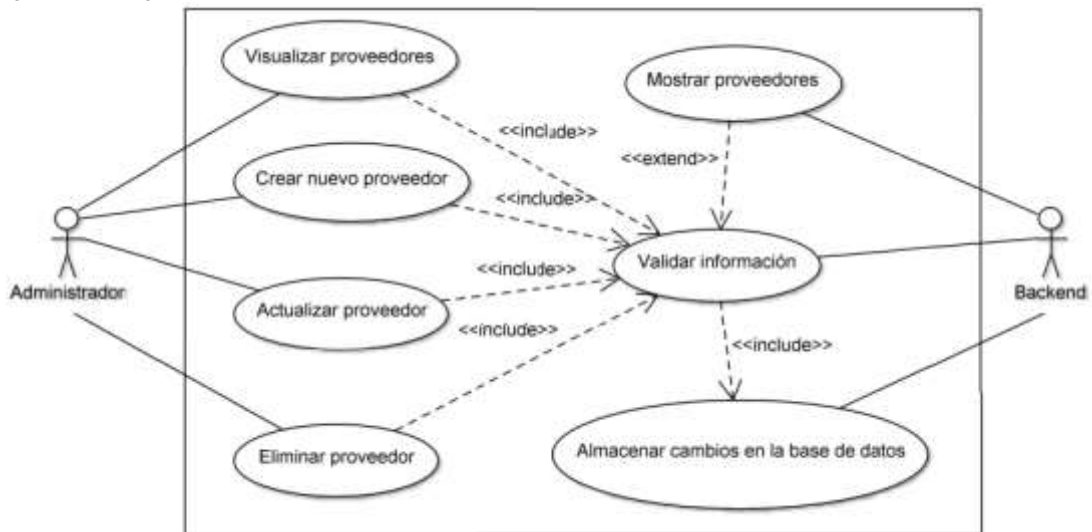 Visualizar proveedores
Mostrar proveedores
<<include>>
<<extend>>
Crear nuevo proveedor
<<include>>
Validar información
<<include>>
Administrador
Backend
Actualizar proveedor
<<include>>
<<include>>
Eliminar proveedor
Almacenar cambios en la base de datos